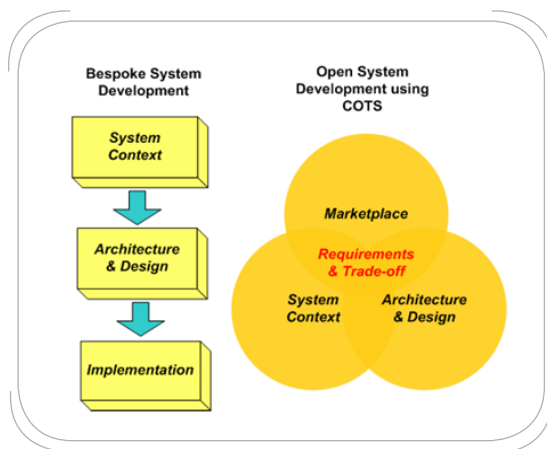 Bespoke System
Development
System
Context
Architecture
& Design
Implementation
Open System
Development using
COTS
Marketplace
Requirements
& Trade-off
System
Context
Architecture
& Design